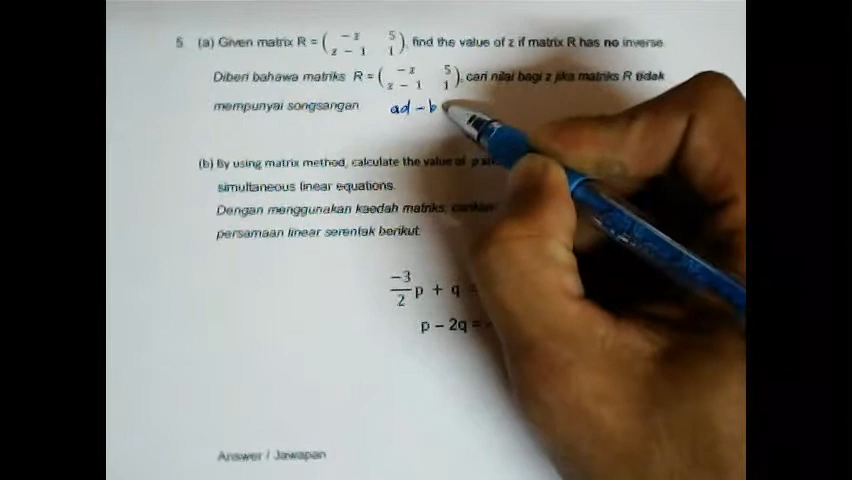 5 (a) Given matrix R = ( −z 5 z − 1 1 ), find the value of z if matrix R has no inverse
Diberi bahawa matriks R = ( −z 5 z − 1 1 ), cari nilai bagi z jika matriks R tidak
mempunyai songsangan
ad − b
(b) By using matrix method, calculate the value of p
simultaneous linear equations.
Dengan menggunakan kaedah matriks,
persamaan linear serentak berikut:
−3/2 p + q =
p − 2q =
Answer / Jawapan